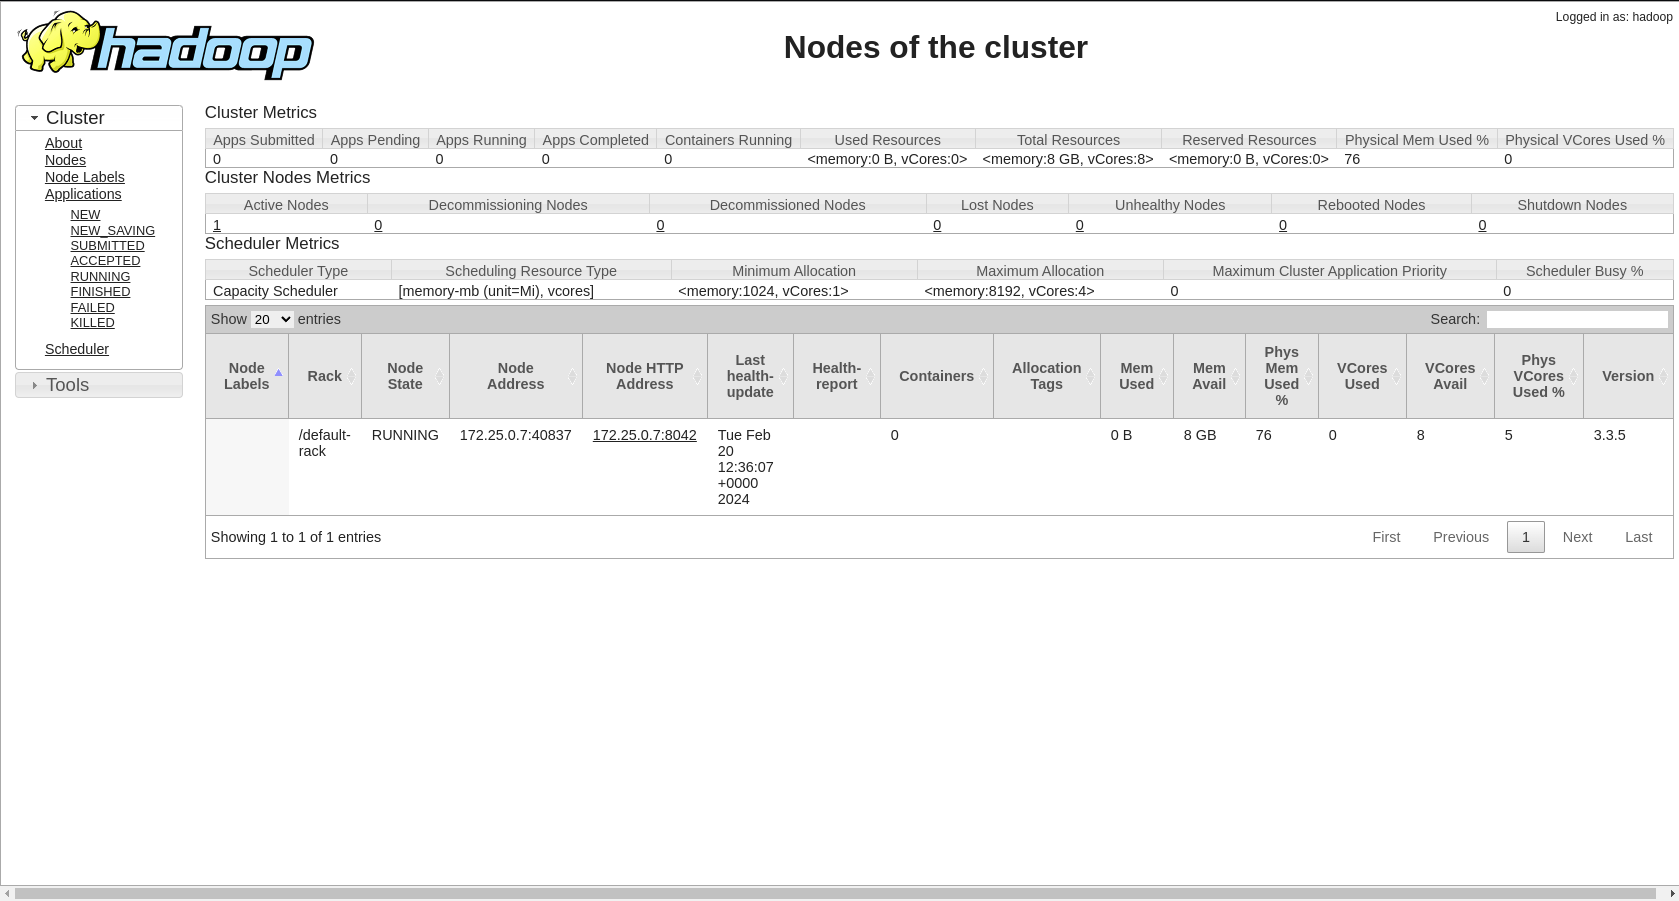 hadoop
Logged in as: hadoop
Nodes of the cluster
Cluster
About
Nodes
Node Labels
Applications
NEW
NEW_SAVING
SUBMITTED
ACCEPTED
RUNNING
FINISHED
FAILED
KILLED
Scheduler
Tools
Cluster Metrics
Apps Submitted Apps Pending Apps Running Apps Completed Containers Running Used Resources Total Resources Reserved Resources Physical Mem Used % Physical VCores Used %
0 0 0 0 0 <memory:0 B, vCores:0> <memory:8 GB, vCores:8> <memory:0 B, vCores:0> 76 0
Cluster Nodes Metrics
Active Nodes Decommissioning Nodes Decommissioned Nodes Lost Nodes Unhealthy Nodes Rebooted Nodes Shutdown Nodes
1 0 0 0 0 0 0
Scheduler Metrics
Scheduler Type Scheduling Resource Type Minimum Allocation Maximum Allocation Maximum Cluster Application Priority Scheduler Busy %
Capacity Scheduler [memory-mb (unit=Mi), vcores] <memory:1024, vCores:1> <memory:8192, vCores:4> 0 0
Show 20 entries Search:
Node
Labels
Rack
Node
State
Node
Address
Node HTTP
Address
Last
health-
update
Health-
report
Containers
Allocation
Tags
Mem
Used
Mem
Avail
Phys
Mem
Used
%
VCores
Used
VCores
Avail
Phys
VCores
Used %
Version
/default-
rack
RUNNING
172.25.0.7:40837
172.25.0.7:8042
Tue Feb
20
12:36:07
+0000
2024
0
0 B
8 GB
76
0
8
5
3.3.5
Showing 1 to 1 of 1 entries
First Previous 1 Next Last